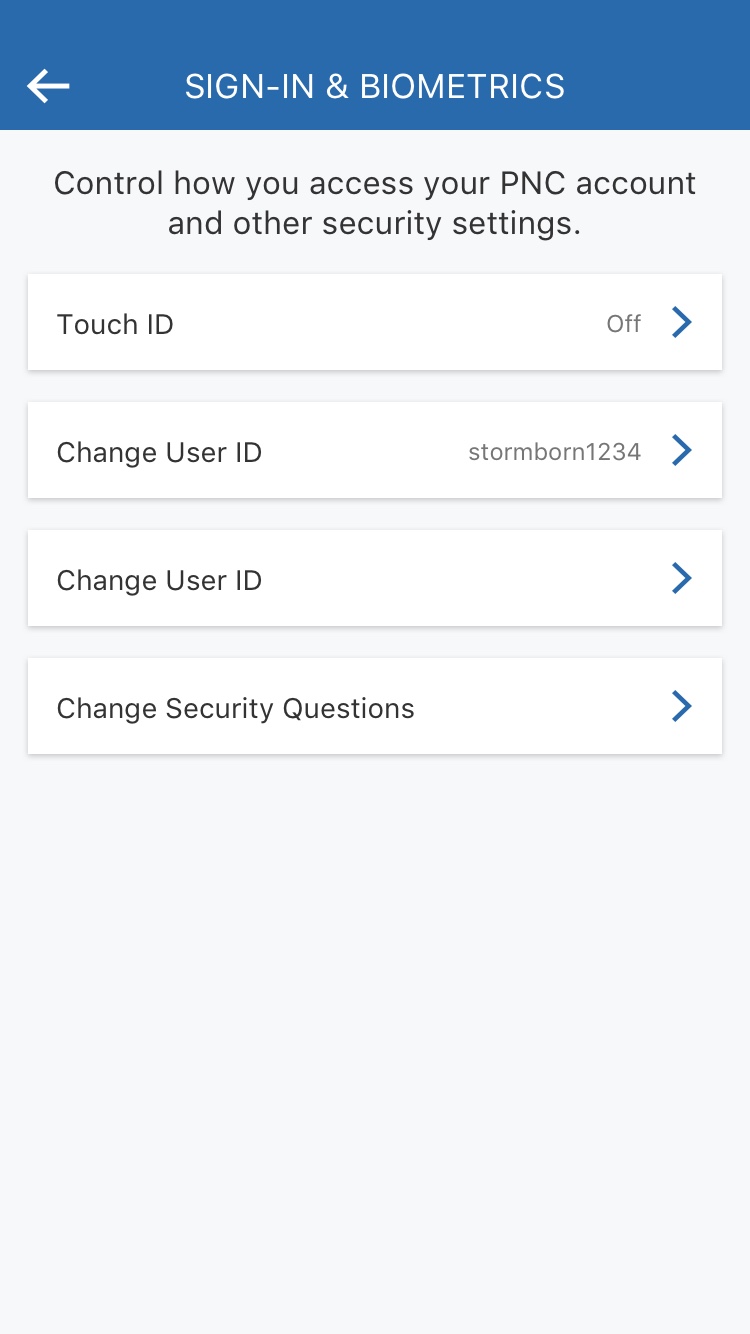 SIGN-IN & BIOMETRICS
Control how you access your PNC account
and other security settings.
Touch ID Off
Change User ID stormborn1234
Change User ID
Change Security Questions